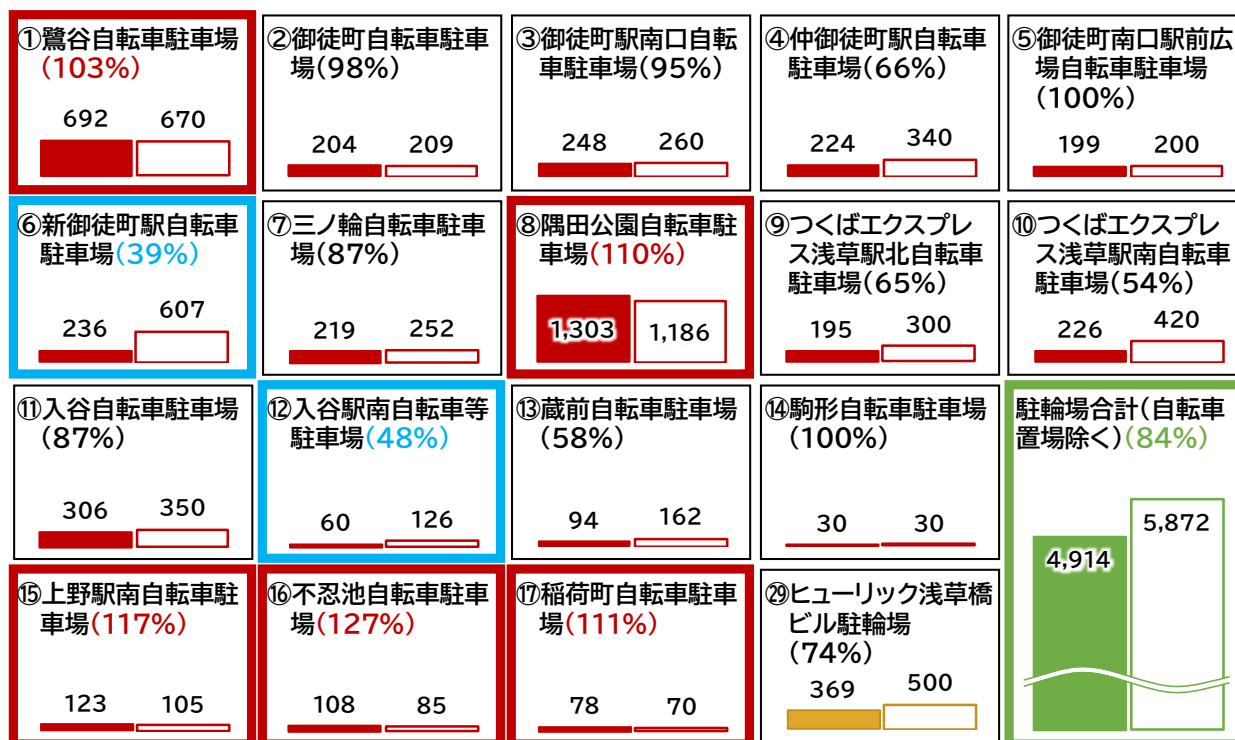 ①鶯谷自転車駐車場
(103%)
692 670
②御徒町自転車駐車
場(98%)
204 209
③御徒町駅南口自転
車駐車場(95%)
248 260
④仲御徒町駅自転車
駐車場(66%)
224 340
⑤御徒町南口駅前広
場自転車駐車場
(100%)
199 200
⑥新御徒町駅自転車
駐車場(39%)
236 607
⑦三ノ輪自転車駐車
場(87%)
219 252
⑧隅田公園自転車駐
車場(110%)
1,303 1,186
⑨つくばエクスプレ
ス浅草駅北自転車
駐車場(65%)
195 300
⑩つくばエクスプレ
ス浅草駅南自転車
駐車場(54%)
226 420
⑪入谷自転車駐車場
(87%)
306 350
⑫入谷駅南自転車等
駐車場(48%)
60 126
⑬蔵前自転車駐車場
(58%)
94 162
⑭駒形自転車駐車場
(100%)
30 30
駐輪場合計(自転車
置場除く)(84%)
4,914 5,872
⑮上野駅南自転車駐
車場(117%)
123 105
⑯不忍池自転車駐車
場(127%)
108 85
⑰稲荷町自転車駐車
場(111%)
78 70
㉙ヒューリック浅草橋
ビル駐輪場
(74%)
369 500